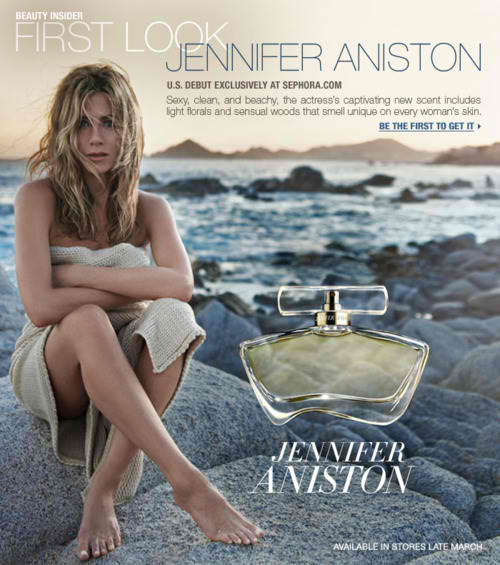 BEAUTY INSIDER
FIRST LOOK
JENNIFER ANISTON
U.S. DEBUT EXCLUSIVELY AT SEPHORA.COM
Sexy, clean, and beachy, the actress's captivating new scent includes
light florals and sensual woods that smell unique on every woman's skin.
BE THE FIRST TO GET IT
JENNIFER
ANISTON
AVAILABLE IN STORES LATE MARCH